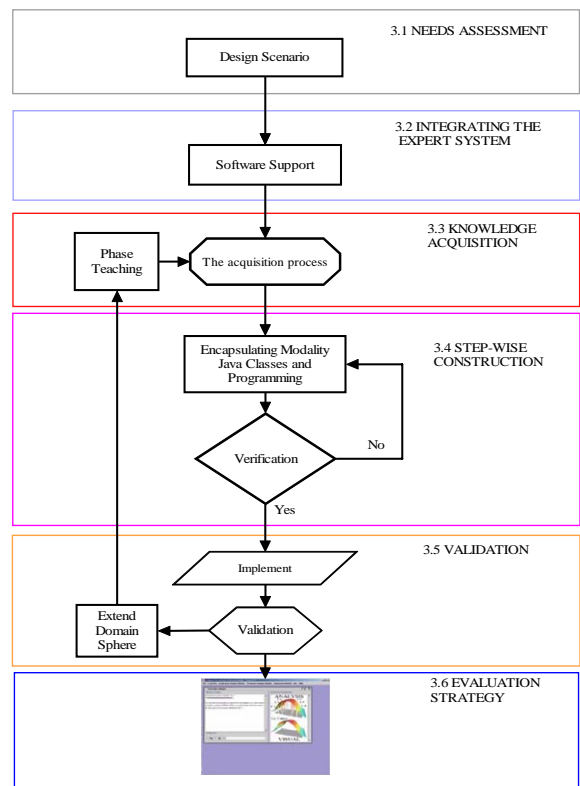 3.1 NEEDS ASSESSMENT
Design Scenario
3.2 INTEGRATING THE
EXPERT SYSTEM
Software Support
3.3 KNOWLEDGE
ACQUISITION
Phase
Teaching
The acquisition process
3.4 STEP-WISE
CONSTRUCTION
Encapsulating Modality
Java Classes and
Programming
No
Verification
Yes
3.5 VALIDATION
Implement
Extend
Domain
Sphere
Validation
3.6 EVALUATION
STRATEGY
ANALYSIS
VISUAL